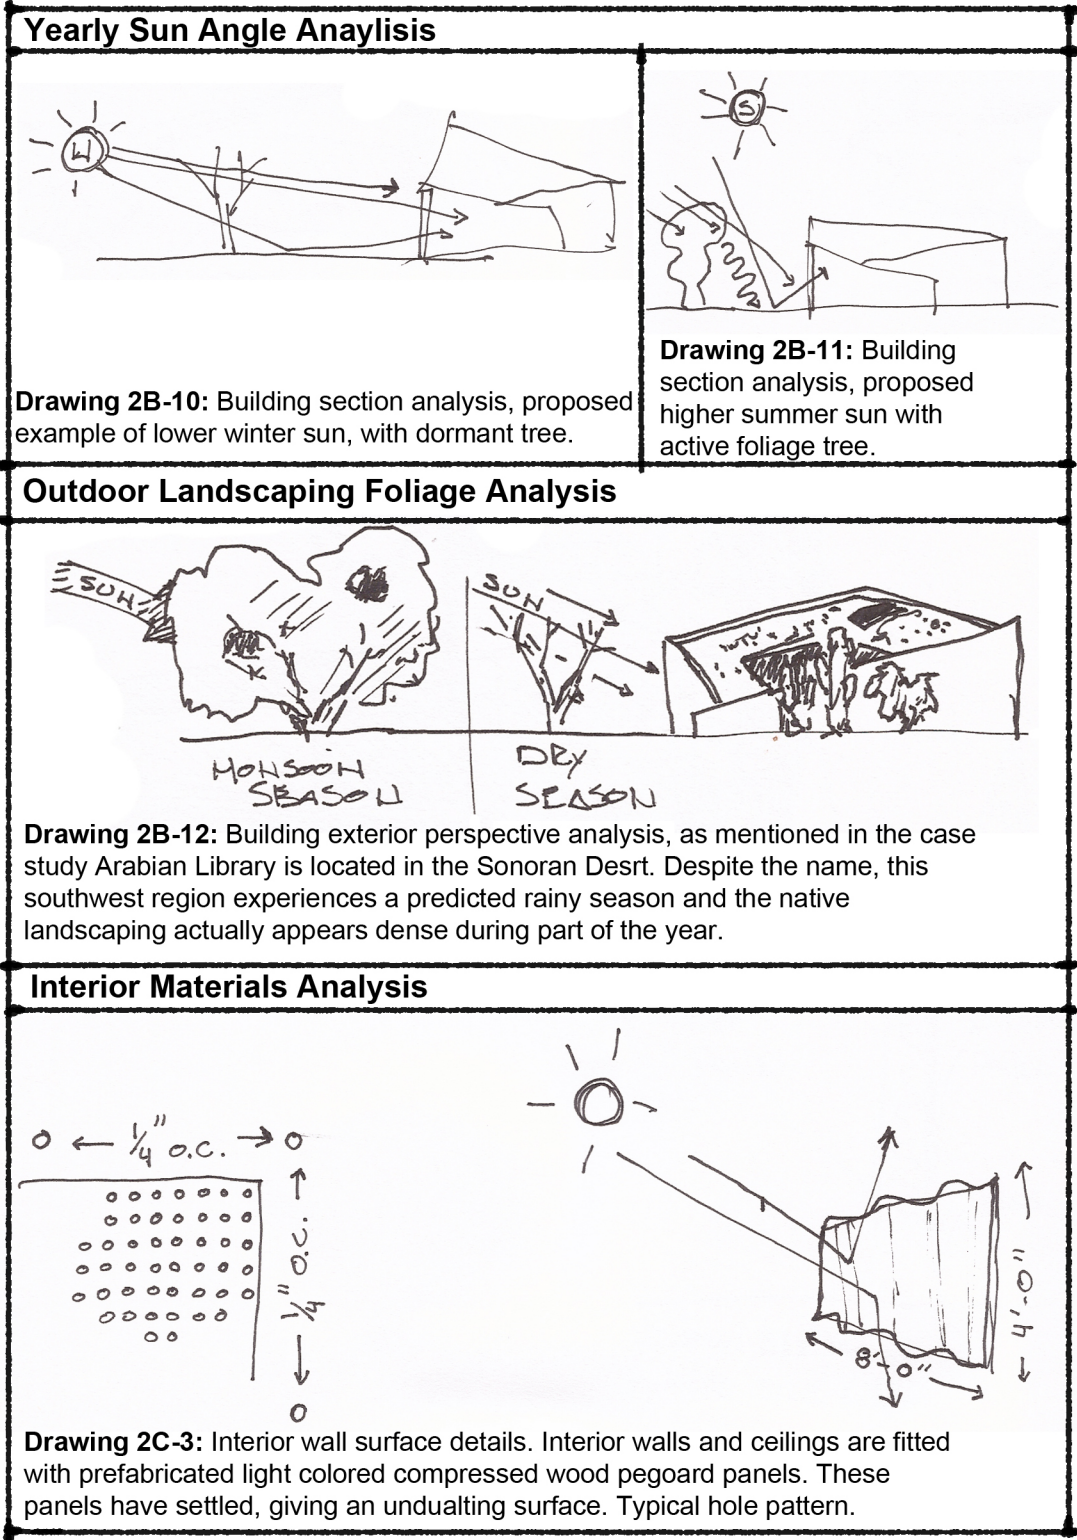 Yearly Sun Angle Anaylisis
W
S
Drawing 2B-10: Building section analysis, proposed
example of lower winter sun, with dormant tree.
Drawing 2B-11: Building
section analysis, proposed
higher summer sun with
active foliage tree.
Outdoor Landscaping Foliage Analysis
SUN
SUN
MONSOON
SEASON
DRY
SEASON
Drawing 2B-12: Building exterior perspective analysis, as mentioned in the case
study Arabian Library is located in the Sonoran Desrt. Despite the name, this
southwest region experiences a predicted rainy season and the native
landscaping actually appears dense during part of the year.
Interior Materials Analysis
1/4" O.C.
1/4" O.C.
4'-0"
8'-0"
Drawing 2C-3: Interior wall surface details. Interior walls and ceilings are fitted
with prefabricated light colored compressed wood pegoard panels. These
panels have settled, giving an undualting surface. Typical hole pattern.